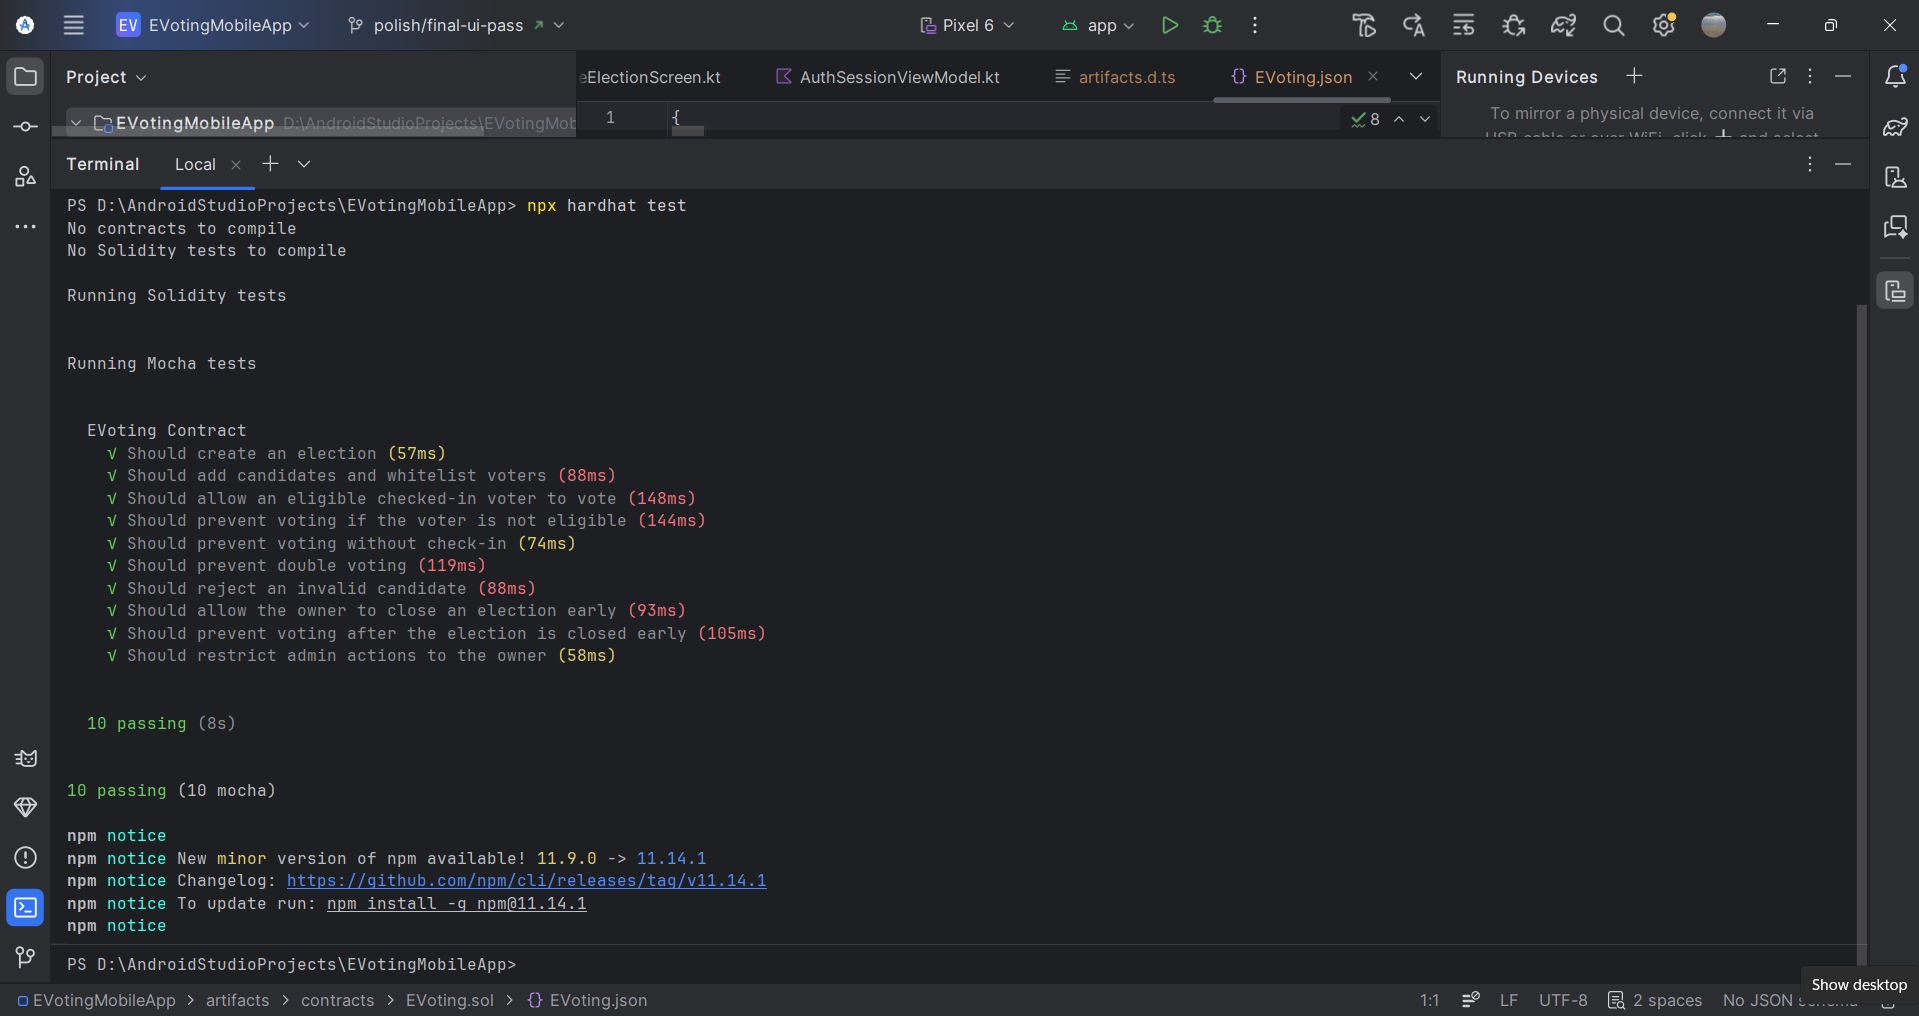 EV EVotingMobileApp polish/final-ui-pass Pixel 6 app
Project eElectionScreen.kt AuthSessionViewModel.kt artifacts.d.ts {} EVoting.json Running Devices
EVotingMobileApp D:\AndroidStudioProjects\EVotingMob 1 { 8 To mirror a physical device, connect it via
USB cable or over WiFi, click + and select
Terminal Local
PS D:\AndroidStudioProjects\EVotingMobileApp> npx hardhat test
No contracts to compile
No Solidity tests to compile
Running Solidity tests
Running Mocha tests
EVoting Contract
√ Should create an election (57ms)
√ Should add candidates and whitelist voters (88ms)
√ Should allow an eligible checked-in voter to vote (148ms)
√ Should prevent voting if the voter is not eligible (144ms)
√ Should prevent voting without check-in (74ms)
√ Should prevent double voting (119ms)
√ Should reject an invalid candidate (88ms)
√ Should allow the owner to close an election early (93ms)
√ Should prevent voting after the election is closed early (105ms)
√ Should restrict admin actions to the owner (58ms)
10 passing (8s)
10 passing (10 mocha)
npm notice
npm notice New minor version of npm available! 11.9.0 -> 11.14.1
npm notice Changelog: https://github.com/npm/cli/releases/tag/v11.14.1
npm notice To update run: npm install -g npm@11.14.1
npm notice
PS D:\AndroidStudioProjects\EVotingMobileApp>
Show desktop
EVotingMobileApp > artifacts > contracts > EVoting.sol > {} EVoting.json 1:1 LF UTF-8 2 spaces No JSON